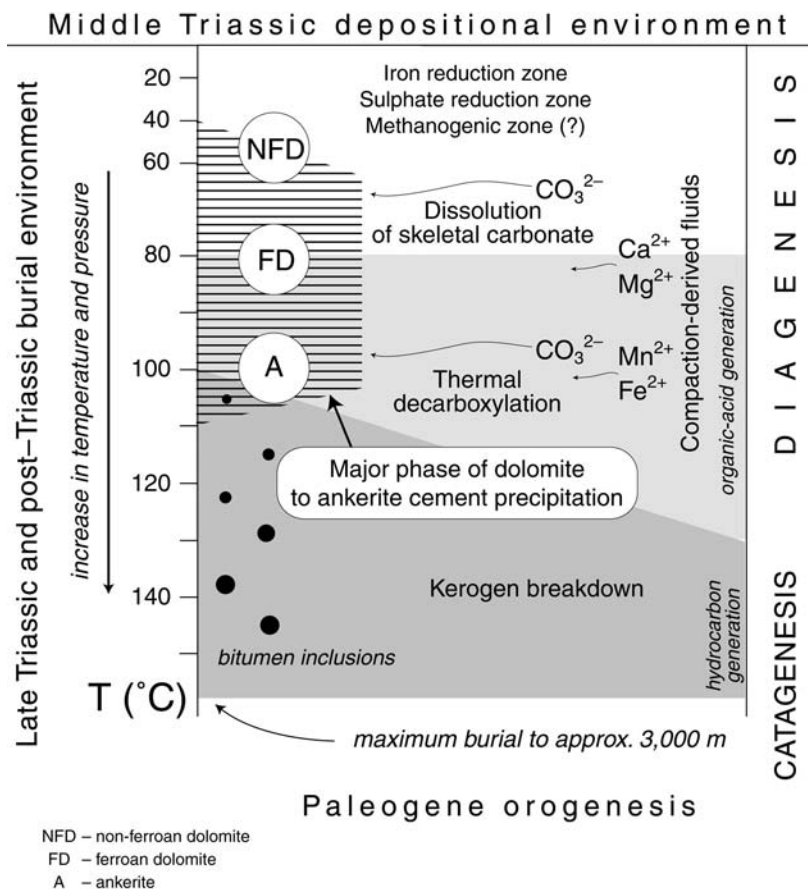 Middle Triassic depositional environment
Late Triassic and post–Triassic burial environment
increase in temperature and pressure
20
40
60
80
100
120
140
T (˚C)
Iron reduction zone
Sulphate reduction zone
Methanogenic zone (?)
NFD
FD
A
CO₃²⁻
Dissolution
of skeletal carbonate
Ca²⁺
Mg²⁺
CO₃²⁻
Mn²⁺
Fe²⁺
Thermal
decarboxylation
Compaction-derived fluids
organic-acid generation
Major phase of dolomite
to ankerite cement precipitation
Kerogen breakdown
bitumen inclusions
hydrocarbon
generation
DIAGENESIS
CATAGENESIS
maximum burial to approx. 3,000 m
Paleogene orogenesis
NFD – non-ferroan dolomite
FD – ferroan dolomite
A – ankerite